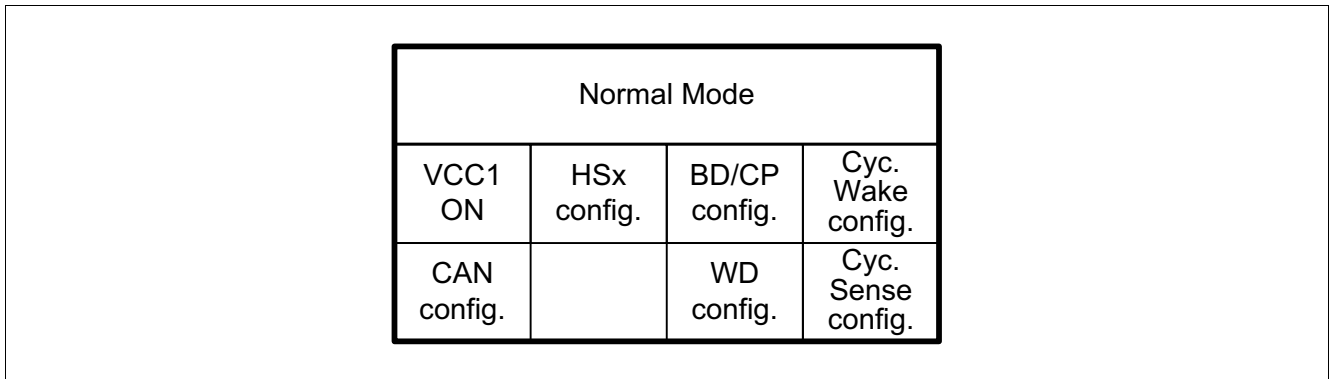 Normal Mode
VCC1
ON
HSx
config.
BD/CP
config.
Cyc.
Wake
config.
CAN
config.
WD
config.
Cyc.
Sense
config.